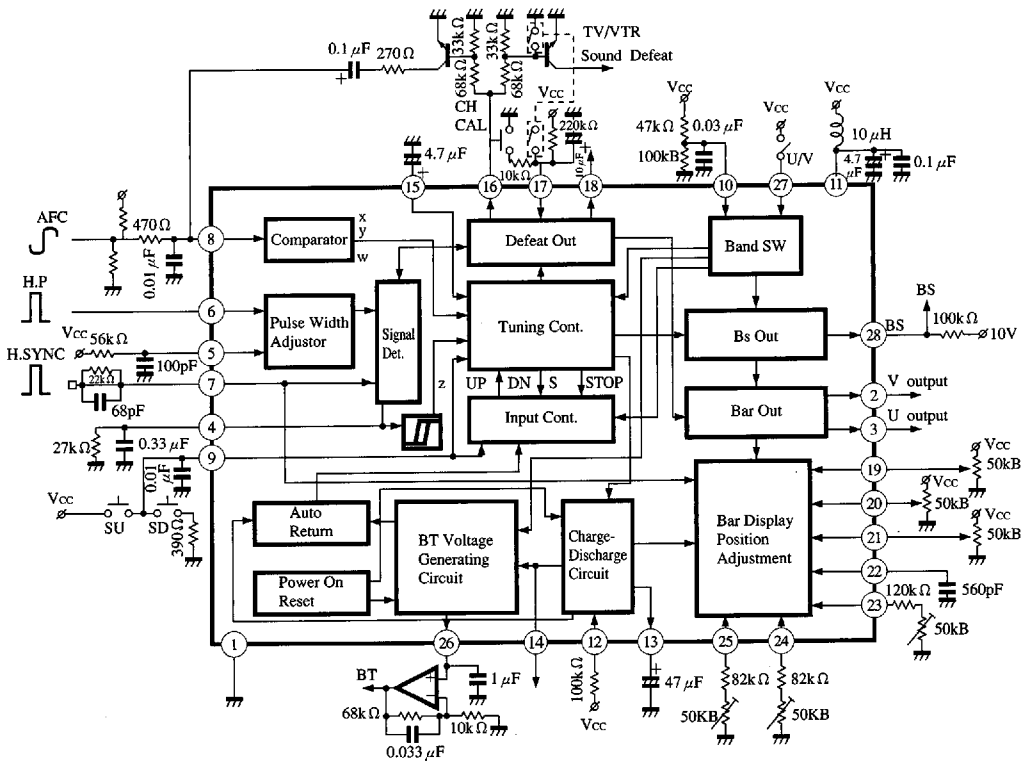 TV/VTR
Sound Defeat
0.1 μF
270Ω
33kΩ
68kΩ
33kΩ
68kΩ
CH
CAL
VCC
220kΩ
10kΩ
10μF
4.7 μF
VCC
47kΩ
0.03 μF
100kB
VCC
U/V
10 μH
4.7
μF
0.1 μF
15
16
17
18
10
27
11
AFC
470Ω
0.01 μF
8
Comparator
x
y
w
Defeat Out
Band SW
H.P
6
Pulse Width
Adjustor
Signal
Det.
Tuning Cont.
Bs Out
BS
28
BS
100kΩ
10V
VCC
56kΩ
5
100pF
H.SYNC
22kΩ
7
68pF
z
UP
DN
S
STOP
Input Cont.
Bar Out
2
V output
3
U output
4
27kΩ
0.33 μF
9
0.01
μF
VCC
SU
SD
390Ω
Auto
Return
Power On
Reset
BT Voltage
Generating
Circuit
Charge-
Discharge
Circuit
Bar Display
Position
Adjustment
19
VCC
50kB
20
VCC
50kB
21
VCC
50kB
22
560pF
23
120kΩ
50kB
1
26
14
12
13
25
24
BT
1 μF
68kΩ
10kΩ
0.033 μF
100kΩ
VCC
47 μF
82kΩ
50KB
82kΩ
50KB